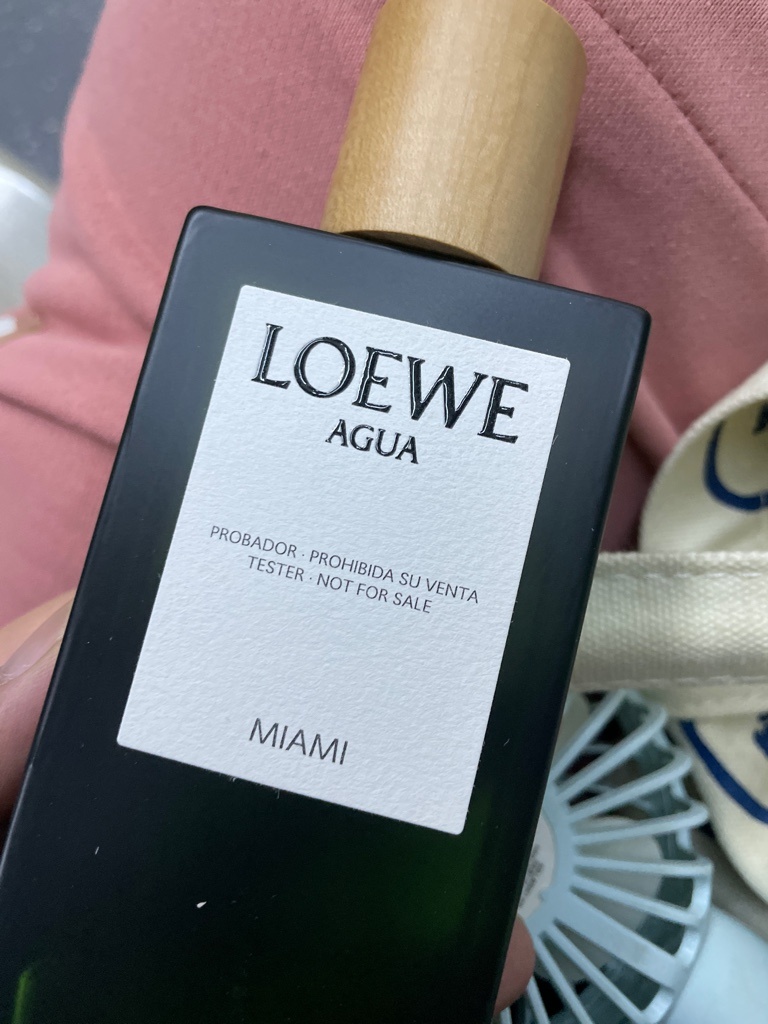 LOEWE
AGUA
PROBADOR · PROHIBIDA SU VENTA
TESTER · NOT FOR SALE
MIAMI